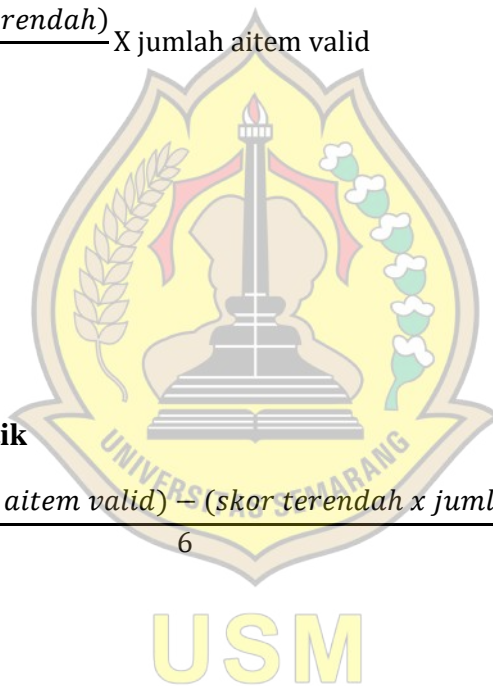 rendah)
X jumlah aitem valid
ik
UNIVERSITAS SEMARANG
aitem valid) − (skor terendah x juml
6
USM